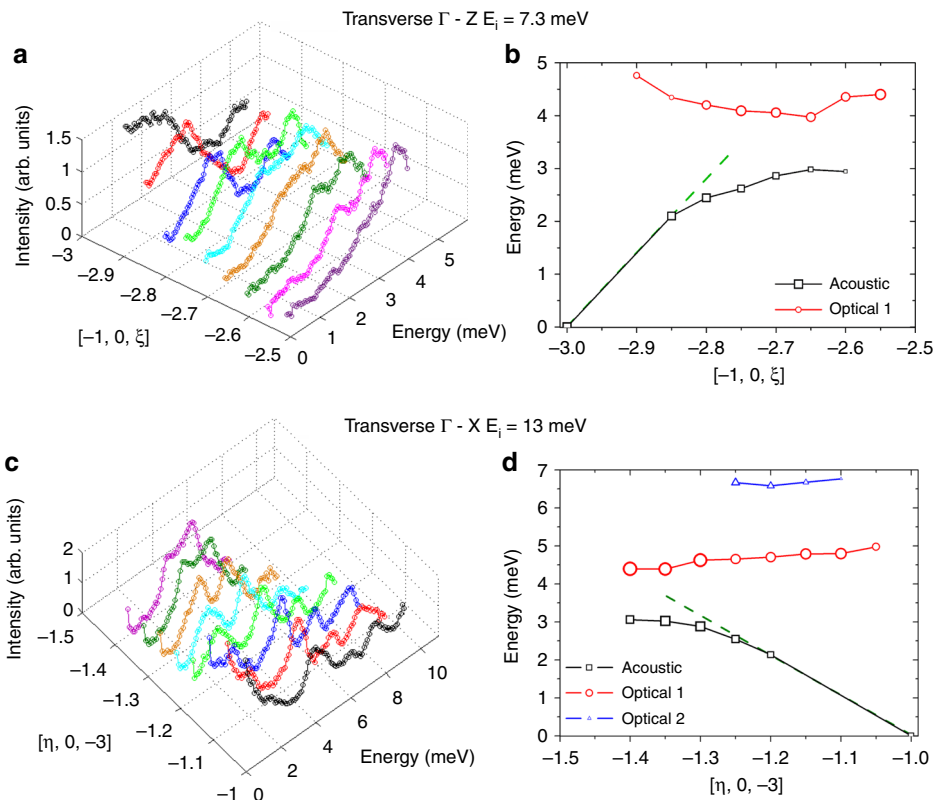 Transverse Γ - Z E_i = 7.3 meV
a
Intensity (arb. units)
1.5
1
0.5
0
−3
−2.9
−2.8
−2.7
−2.6
−2.5
[−1, 0, ξ]
0
1
2
3
4
5
Energy (meV)
b
Energy (meV)
5
4
3
2
1
0
Acoustic
Optical 1
−3.0
−2.9
−2.8
−2.7
−2.6
−2.5
[−1, 0, ξ]
Transverse Γ - X E_i = 13 meV
c
Intensity (arb. units)
2
1
0
−1.5
−1.4
−1.3
−1.2
−1.1
−1
[η, 0, −3]
0
2
4
6
8
10
Energy (meV)
d
Energy (meV)
7
6
5
4
3
2
1
0
Acoustic
Optical 1
Optical 2
−1.5
−1.4
−1.3
−1.2
−1.1
−1.0
[η, 0, −3]